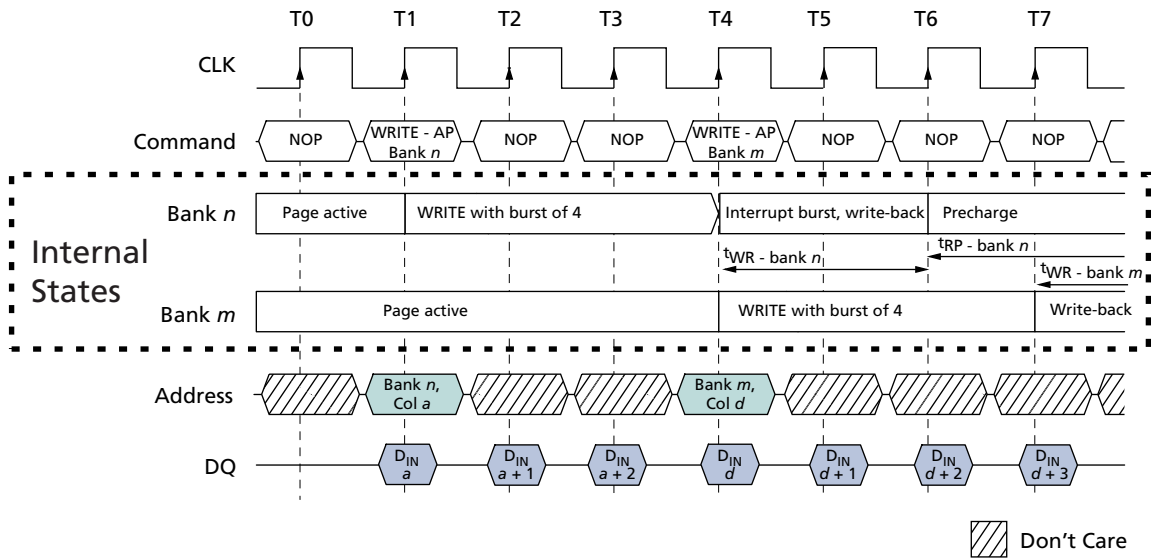 T0 T1 T2 T3 T4 T5 T6 T7
CLK
Command NOP WRITE - AP Bank n NOP NOP WRITE - AP Bank m NOP NOP NOP
Internal States
Bank n Page active WRITE with burst of 4 Interrupt burst, write-back Precharge
tWR - bank n tRP - bank n
tWR - bank m
Bank m Page active WRITE with burst of 4 Write-back
Address Bank n, Col a Bank m, Col d
DQ DIN a DIN a + 1 DIN a + 2 DIN d DIN d + 1 DIN d + 2 DIN d + 3
Don't Care